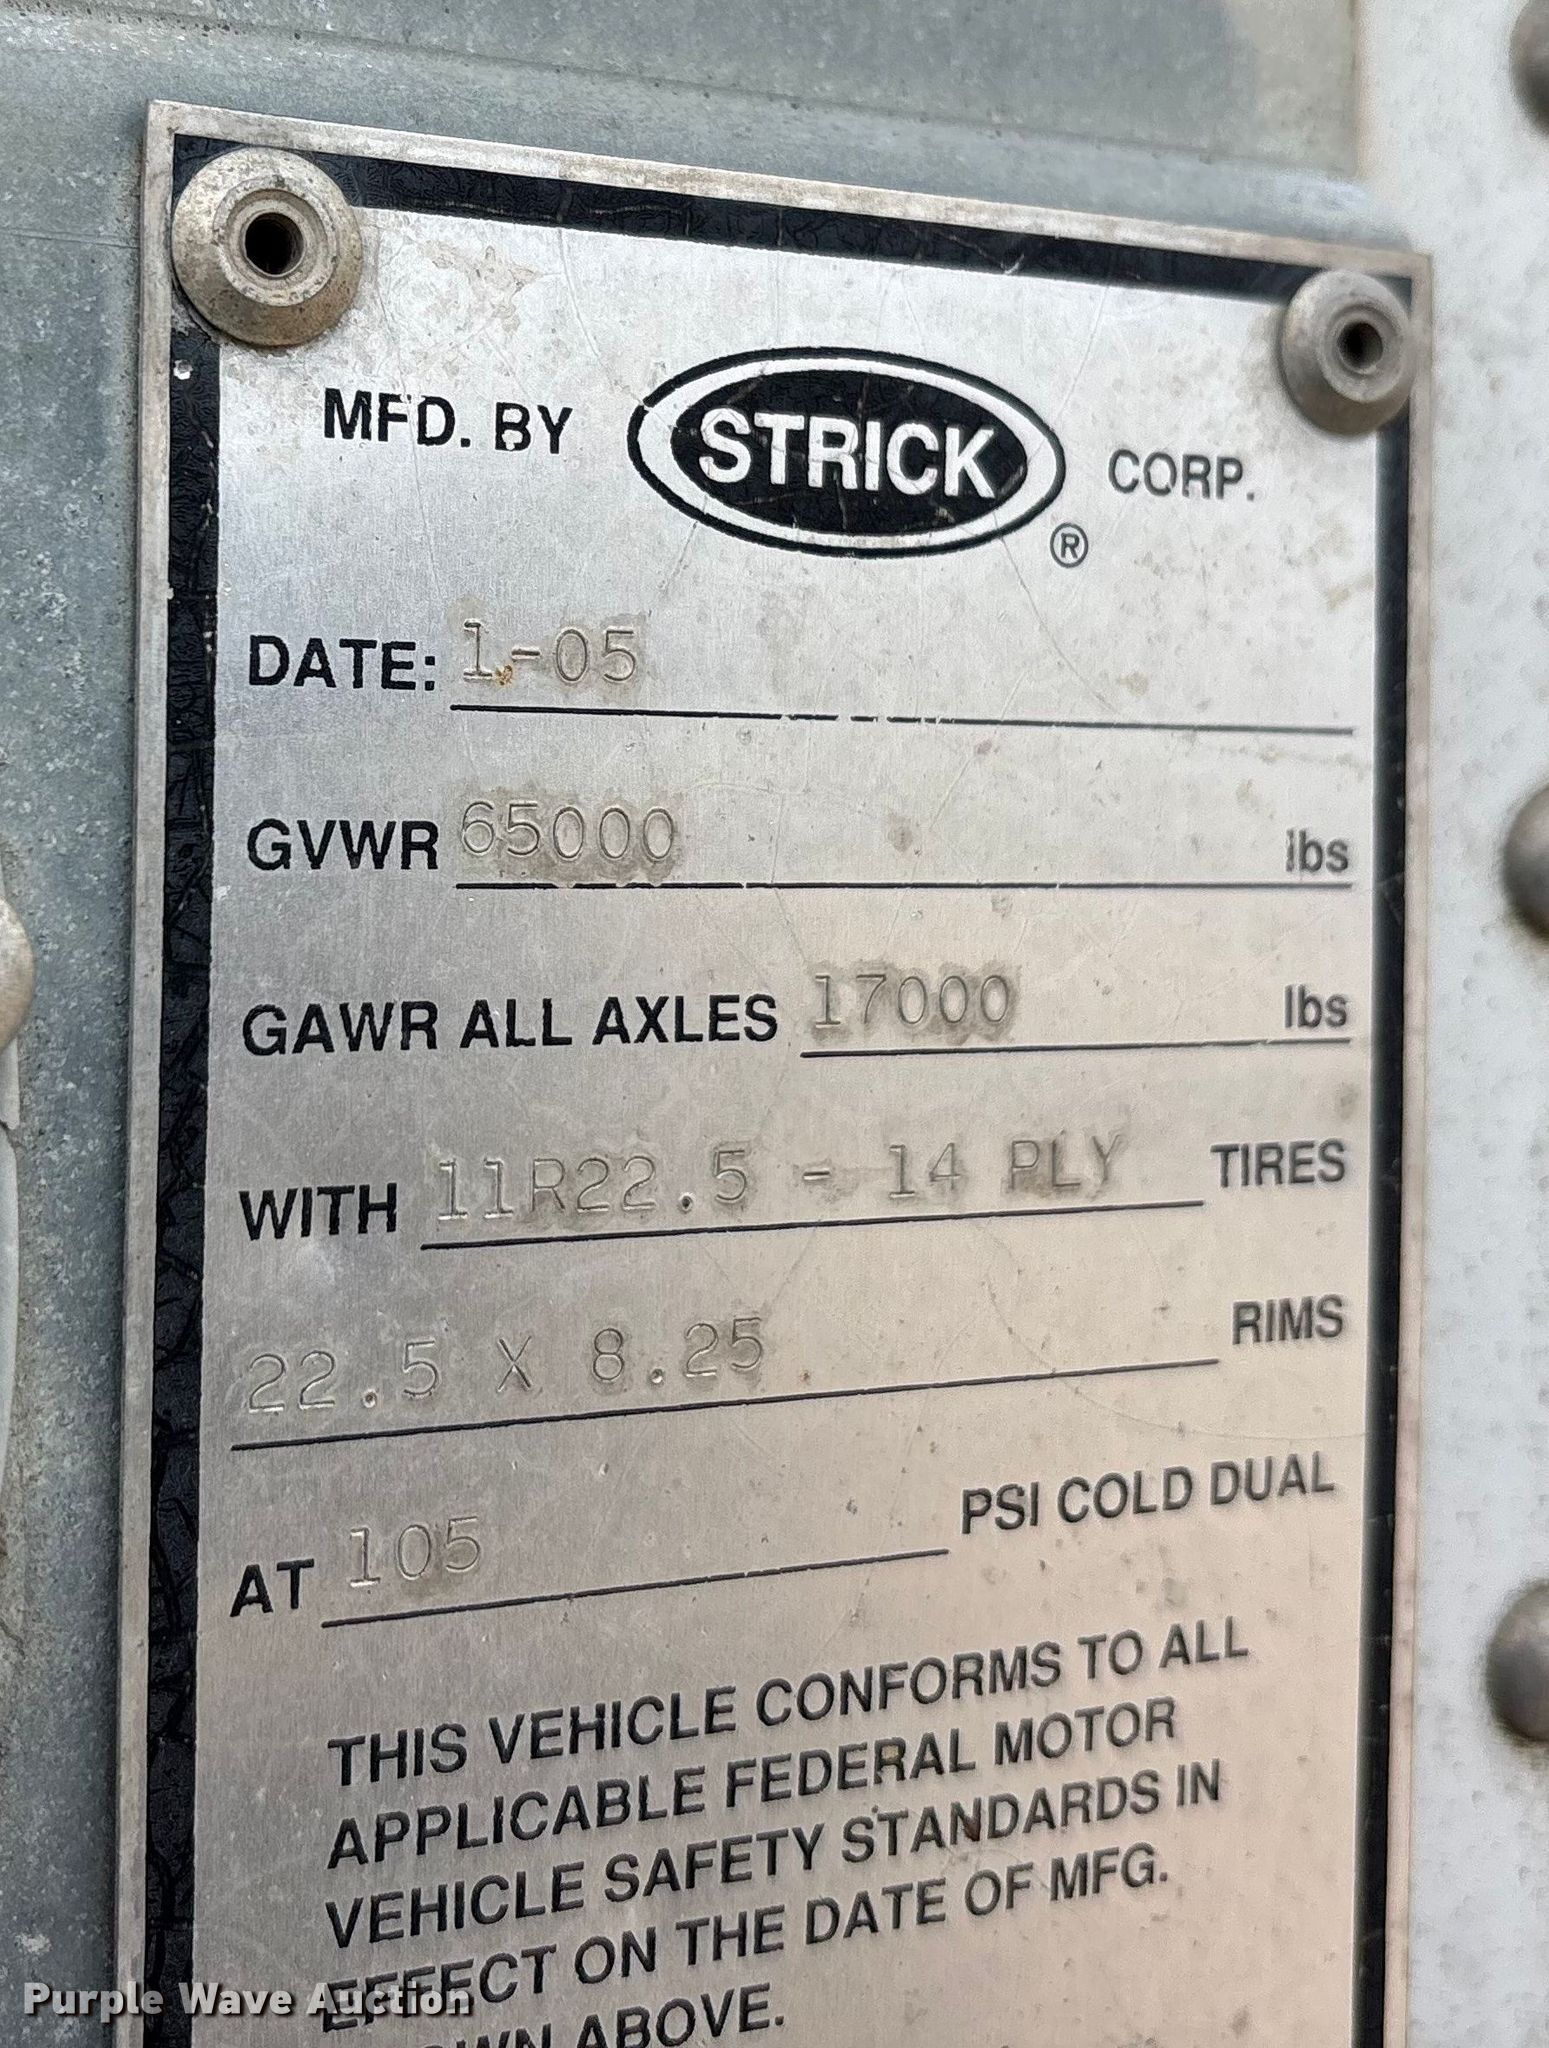 MFD. BY STRICK® CORP.
DATE: 1-05
GVWR 65000 lbs
GAWR ALL AXLES 17000 lbs
WITH 11R22.5 - 14 PLY TIRES
22.5 X 8.25 RIMS
AT 105 PSI COLD DUAL
THIS VEHICLE CONFORMS TO ALL
APPLICABLE FEDERAL MOTOR
VEHICLE SAFETY STANDARDS IN
EFFECT ON THE DATE OF MFG.
ABOVE.
Purple Wave Auction